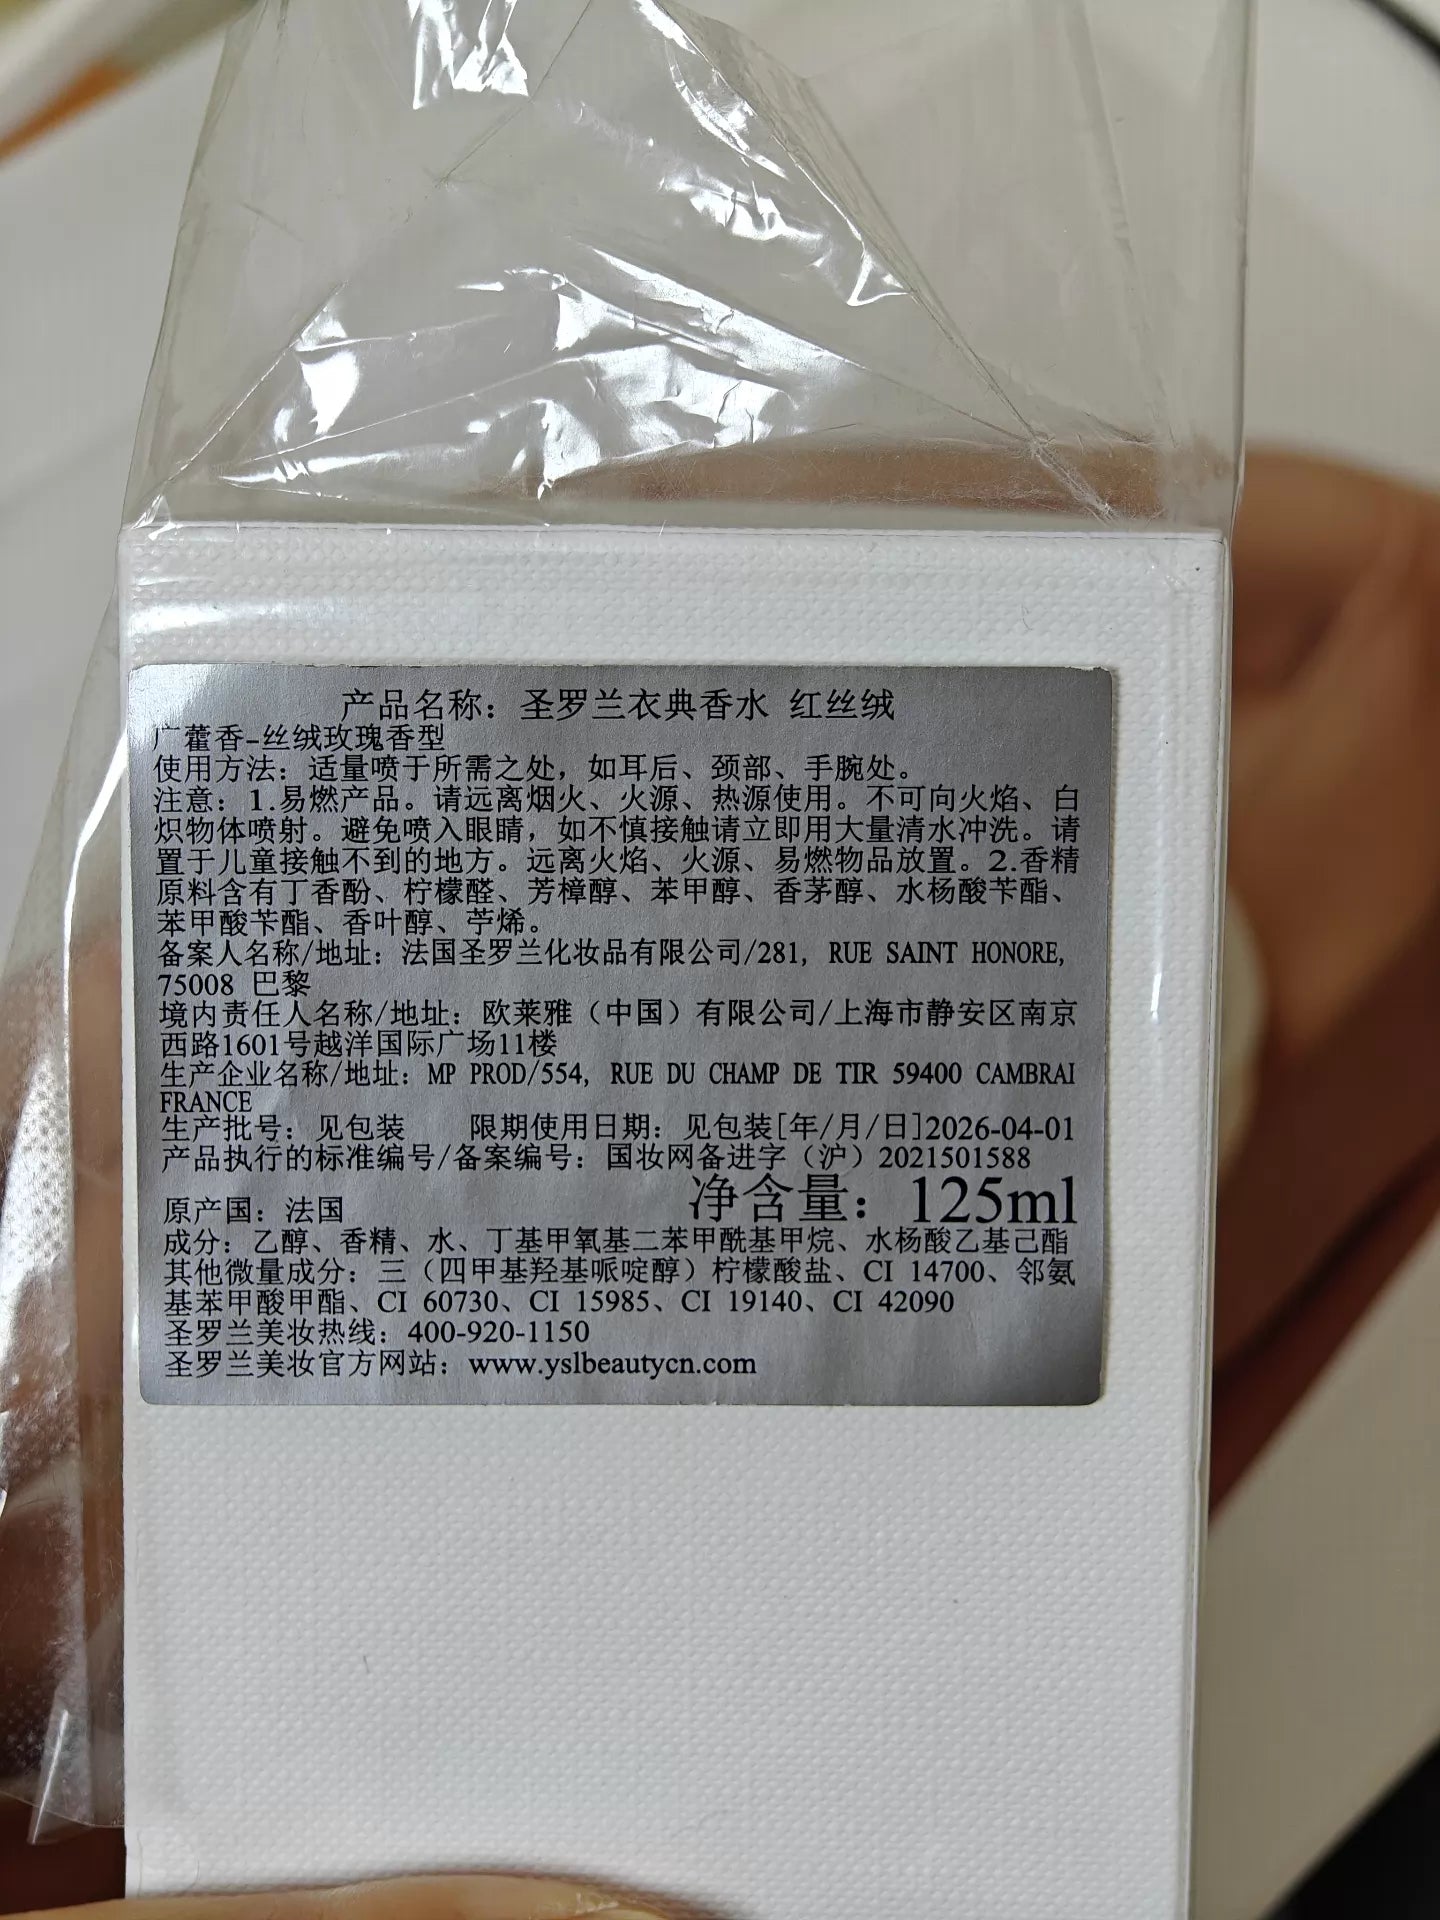 产品名称：圣罗兰衣典香水 红丝绒
广藿香-丝绒玫瑰香型
使用方法：适量喷于所需之处，如耳后、颈部、手腕处。
注意：1.易燃产品。请远离烟火、火源、热源使用。不可向火焰、白
炽物体喷射。避免喷入眼睛，如不慎接触请立即用大量清水冲洗。请
置于儿童接触不到的地方。远离火焰、火源、易燃物品放置。2.香精
原料含有丁香酚、柠檬醛、芳樟醇、苯甲醇、香茅醇、水杨酸苄酯、
苯甲酸苄酯、香叶醇、苧烯。
备案人名称/地址：法国圣罗兰化妆品有限公司/281, RUE SAINT HONORE,
75008 巴黎
境内责任人名称/地址：欧莱雅（中国）有限公司/上海市静安区南京
西路1601号越洋国际广场11楼
生产企业名称/地址：MP PROD/554, RUE DU CHAMP DE TIR 59400 CAMBRAI
FRANCE
生产批号：见包装 限期使用日期：见包装[年/月/日]2026-04-01
产品执行的标准编号/备案编号：国妆网备进字（沪）2021501588
原产国：法国 净含量：125ml
成分：乙醇、香精、水、丁基甲氧基二苯甲酰基甲烷、水杨酸乙基己酯
其他微量成分：三（四甲基羟基哌啶醇）柠檬酸盐、CI 14700、邻氨
基苯甲酸甲酯、CI 60730、CI 15985、CI 19140、CI 42090
圣罗兰美妆热线：400-920-1150
圣罗兰美妆官方网站：www.yslbeautycn.com